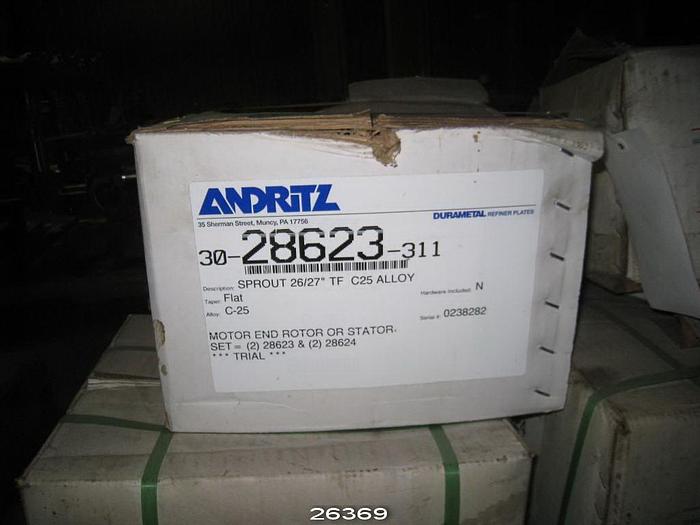 ANDRITZ
35 Sherman Street, Muncy, PA 17756
DURAMETAL REFINER PLATES
30-28623-311
Description: SPROUT 26/27" TF C25 ALLOY
Taper: Flat
Hardware Included: N
Alloy: C-25
Serial #: 0238282
MOTOR END ROTOR OR STATOR.
SET = (2) 28623 & (2) 28624
*** TRIAL ***
26369